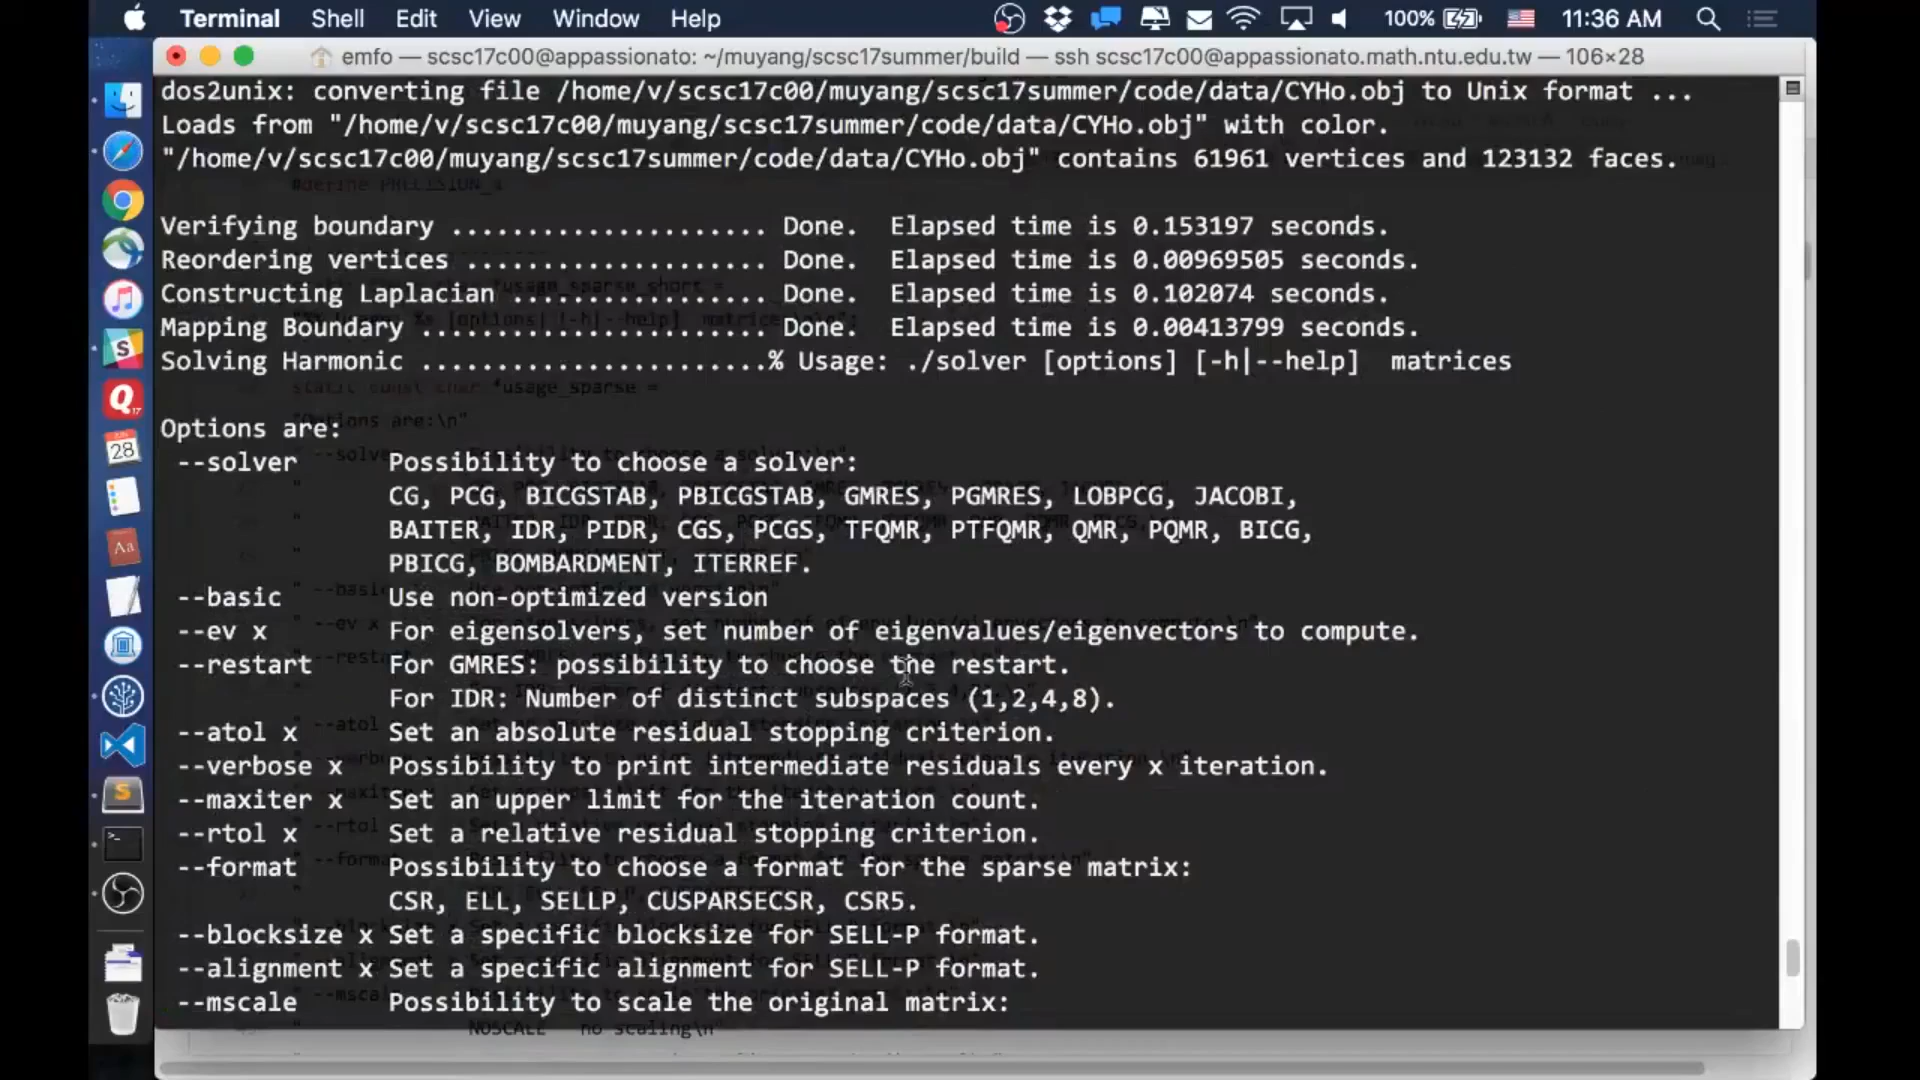 Terminal Shell Edit View Window Help 100% 11:36 AM
emfo — scsc17c00@appassionato: ~/muyang/scsc17summer/build — ssh scsc17c00@appassionato.math.ntu.edu.tw — 106×28
dos2unix: converting file /home/v/scsc17c00/muyang/scsc17summer/code/data/CYHo.obj to Unix format ...
Loads from "/home/v/scsc17c00/muyang/scsc17summer/code/data/CYHo.obj" with color.
"/home/v/scsc17c00/muyang/scsc17summer/code/data/CYHo.obj" contains 61961 vertices and 123132 faces.
Verifying boundary ..................... Done.  Elapsed time is 0.153197 seconds.
Reordering vertices .................... Done.  Elapsed time is 0.00969505 seconds.
Constructing Laplacian ................. Done.  Elapsed time is 0.102074 seconds.
Mapping Boundary ....................... Done.  Elapsed time is 0.00413799 seconds.
Solving Harmonic .......................% Usage: ./solver [options] [-h|--help]  matrices
Options are:
--solver      Possibility to choose a solver:
CG, PCG, BICGSTAB, PBICGSTAB, GMRES, PGMRES, LOBPCG, JACOBI,
BAITER, IDR, PIDR, CGS, PCGS, TFQMR, PTFQMR, QMR, PQMR, BICG,
PBICG, BOMBARDMENT, ITERREF.
--basic       Use non-optimized version
--ev x        For eigensolvers, set number of eigenvalues/eigenvectors to compute.
--restart     For GMRES: possibility to choose the restart.
For IDR: Number of distinct subspaces (1,2,4,8).
--atol x      Set an absolute residual stopping criterion.
--verbose x   Possibility to print intermediate residuals every x iteration.
--maxiter x   Set an upper limit for the iteration count.
--rtol x      Set a relative residual stopping criterion.
--format      Possibility to choose a format for the sparse matrix:
CSR, ELL, SELLP, CUSPARSECSR, CSR5.
--blocksize x Set a specific blocksize for SELL-P format.
--alignment x Set a specific alignment for SELL-P format.
--mscale      Possibility to scale the original matrix:
NOSCALE   no scaling\n"